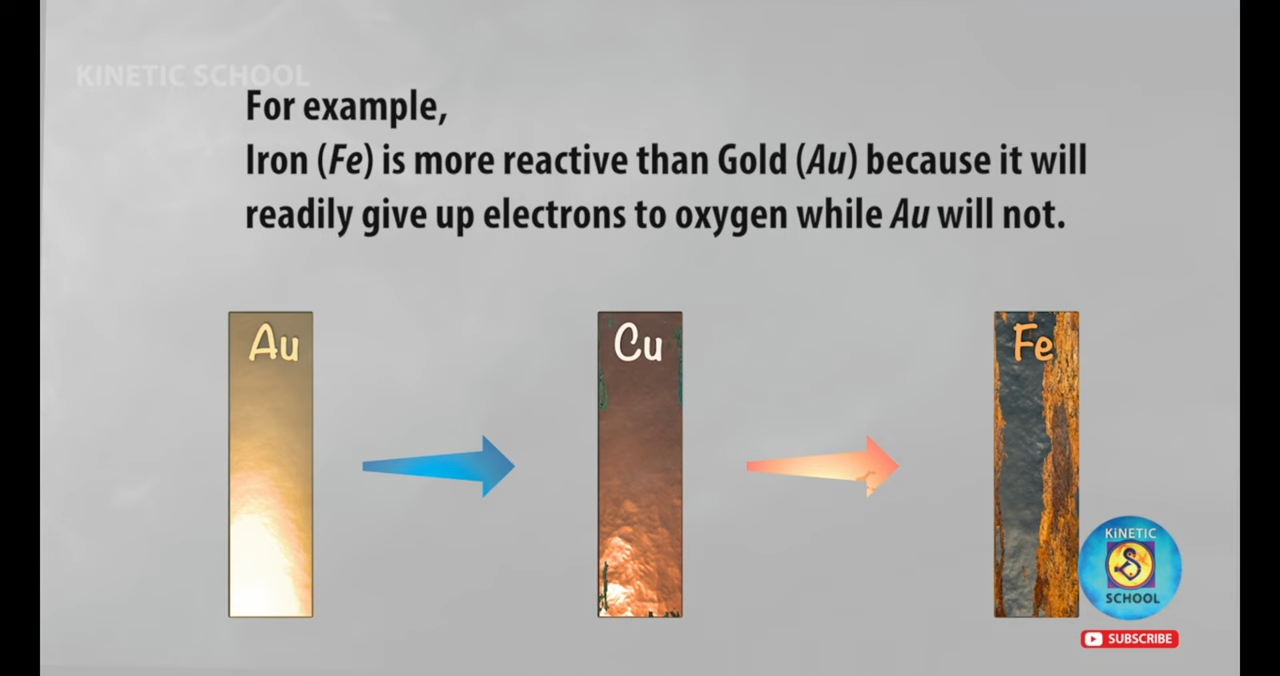 KINETIC SCHOOL
For example,
Iron (Fe) is more reactive than Gold (Au) because it will
readily give up electrons to oxygen while Au will not.
Au
Cu
Fe
KiNETIC
S
SCHOOL
SUBSCRIBE